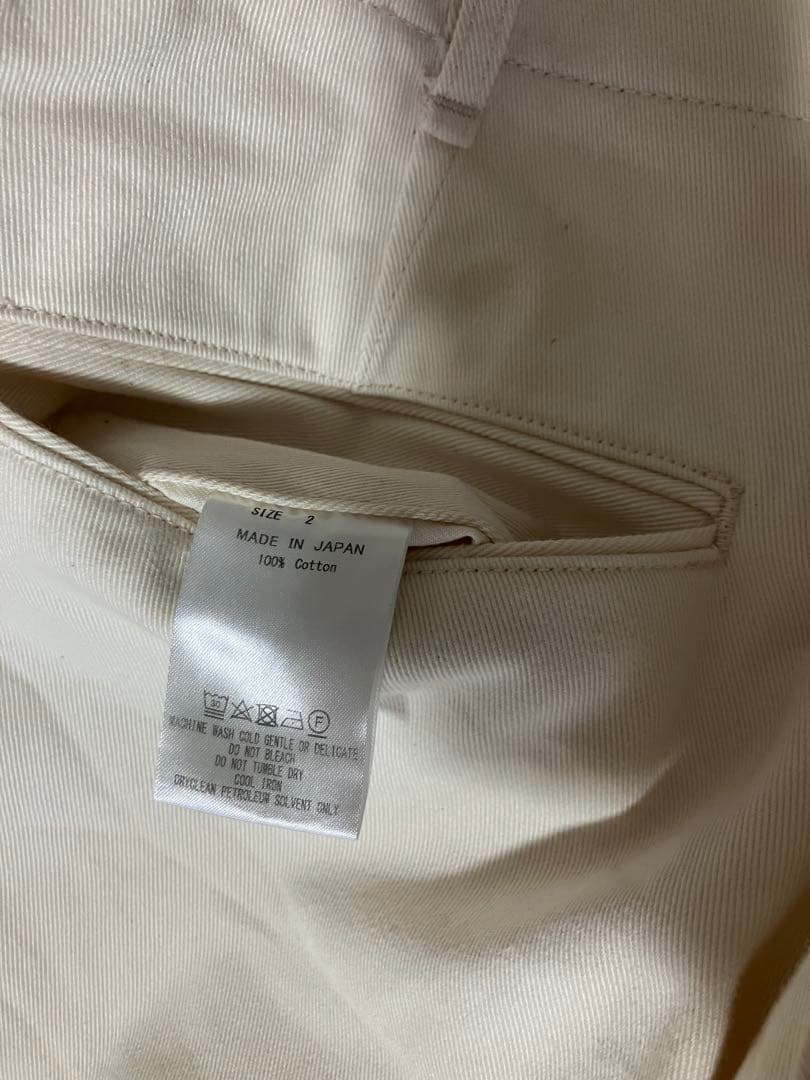 SIZE 2
MADE IN JAPAN
100% Cotton
30 F
MACHINE WASH COLD GENTLE OR DELICATE
DO NOT BLEACH
DO NOT TUMBLE DRY
COOL IRON
DRYCLEAN PETROLEUM SOLVENT ONLY